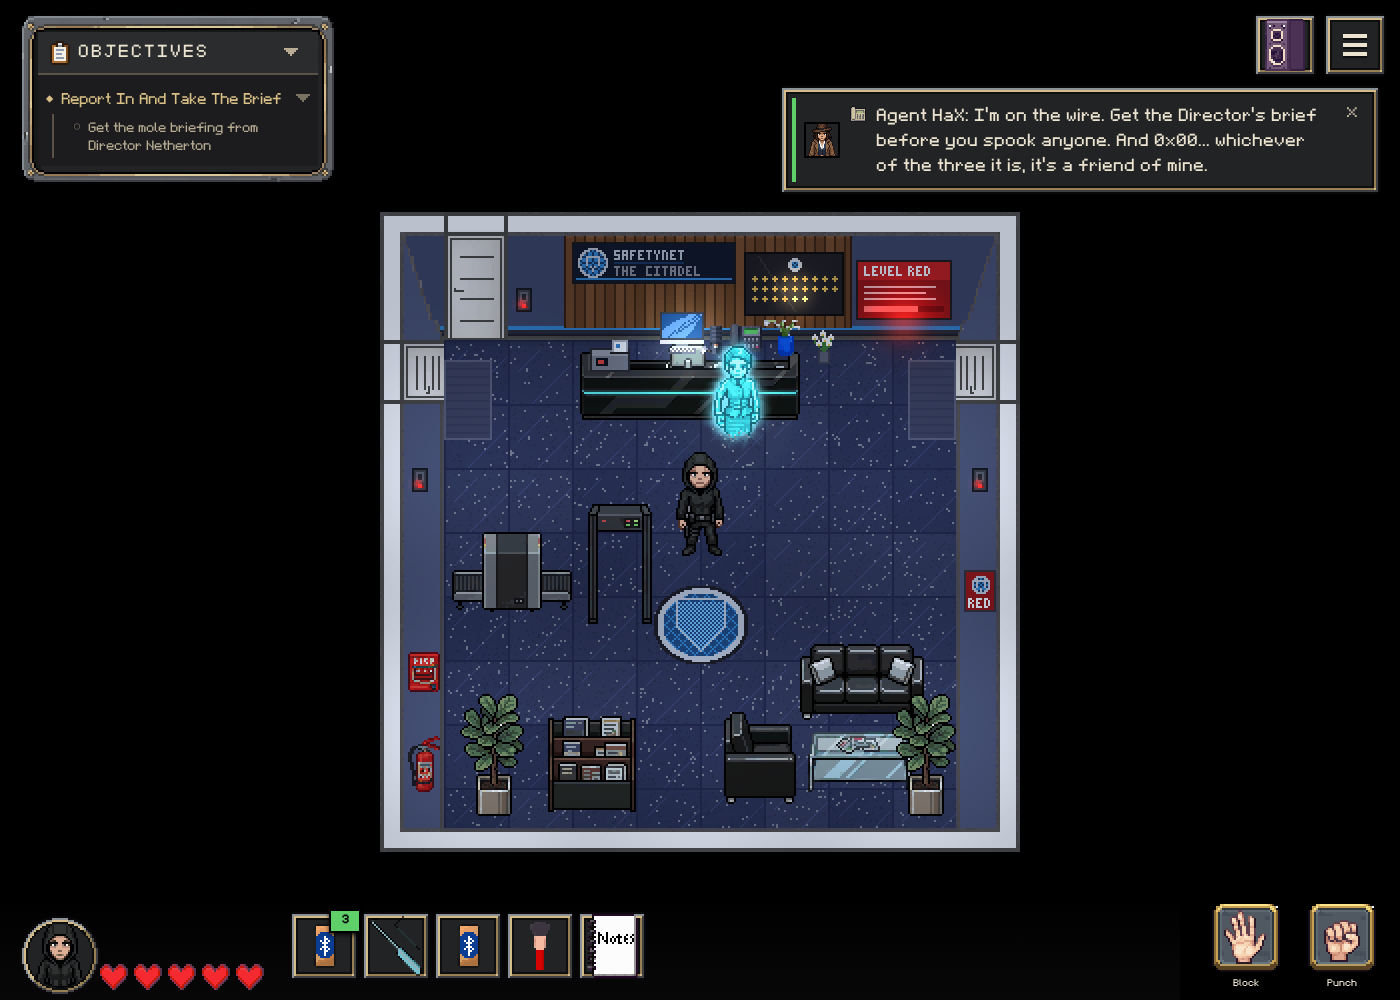 OBJECTIVES
Report In And Take The Brief
Get the mole briefing from
Director Netherton
Agent HaX: I'm on the wire. Get the Director's brief
before you spook anyone. And 0x00... whichever
of the three it is, it's a friend of mine.
SAFETYNET
THE CITADEL
LEVEL RED
RED
3
Notes
Block
Punch